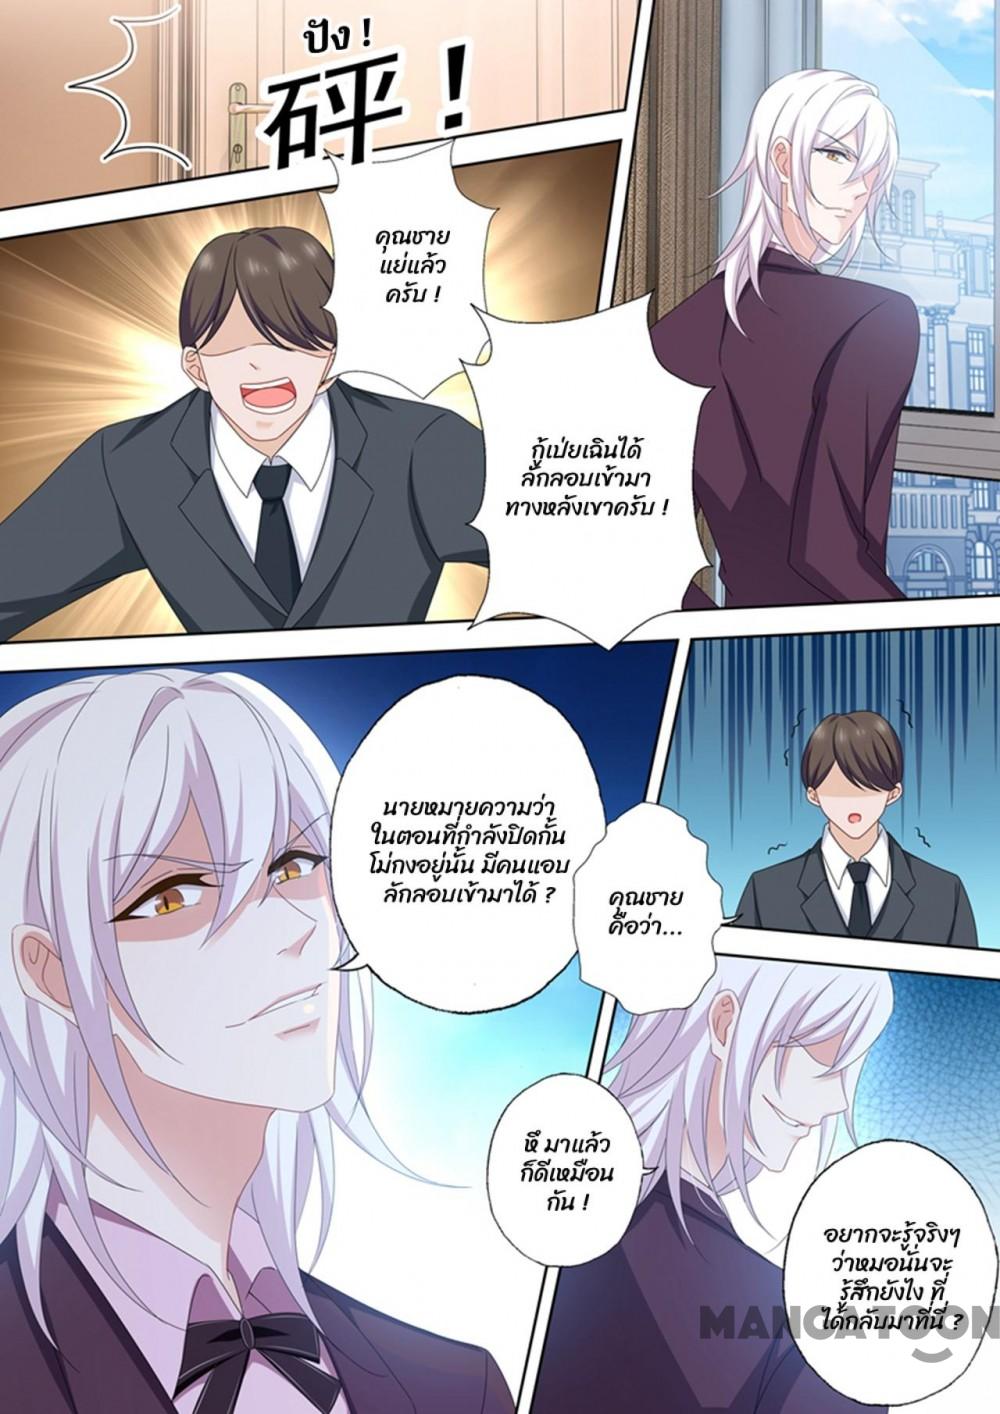 ปัง !
砰 !
คุณชาย
แย่แล้ว
ครับ !
กู้เป่ยเฉินได้
ลักลอบเข้ามา
ทางหลังเขาครับ !
นายหมายความว่า
ในตอนที่กำลังปิดกั้น
โม่กงอยู่นั้น มีคนแอบ
ลักลอบเข้ามาได้ ?
คุณชาย
คือว่า...
หึ มาแล้ว
ก็ดีเหมือน
กัน !
อยากจะรู้จริงๆ
ว่าหมอนั่นจะ
รู้สึกยังไง ที่
ได้กลับมาที่นี่ ?
MANGATOON